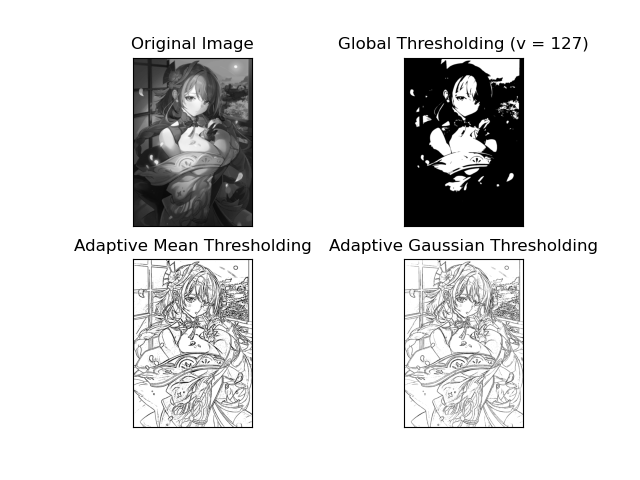 Original Image
Global Thresholding (v = 127)
Adaptive Mean Thresholding
Adaptive Gaussian Thresholding